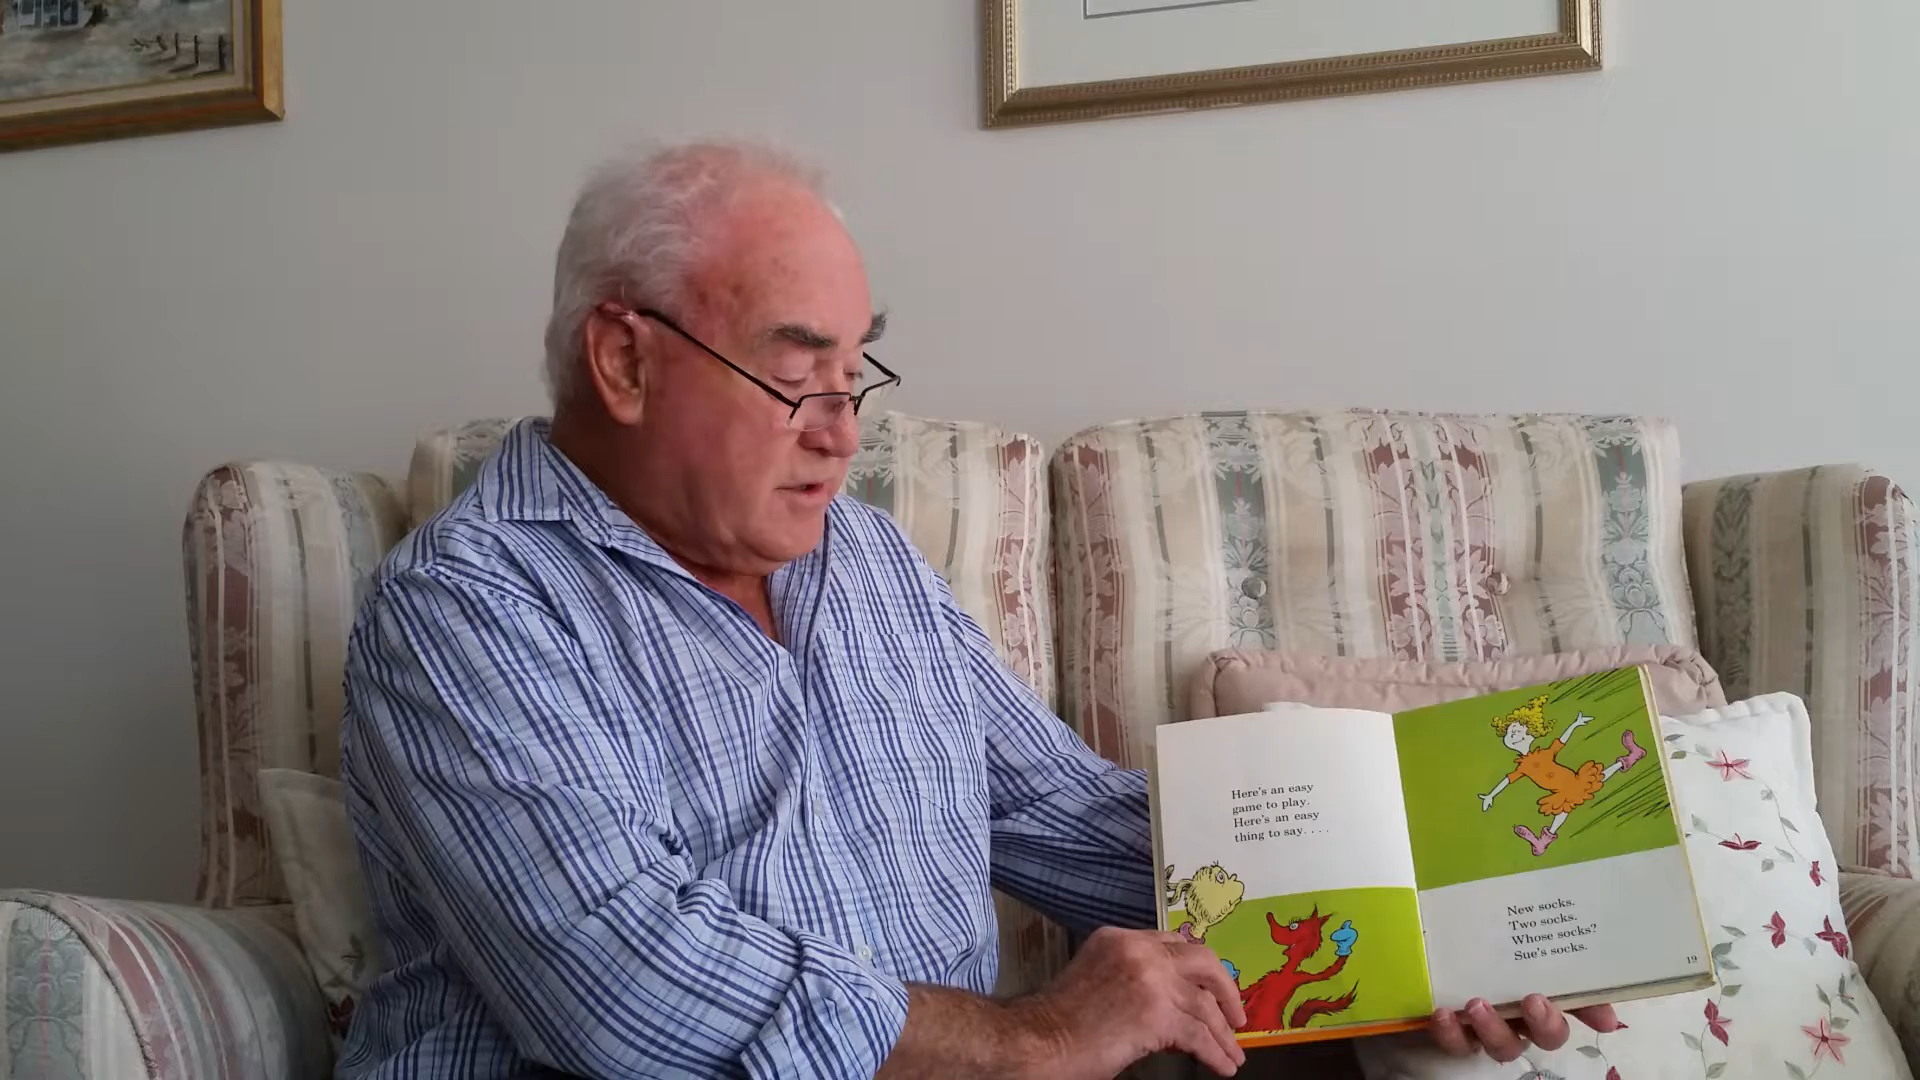 Here's an easy
game to play.
Here's an easy
thing to say. . . .
New socks.
Two socks.
Whose socks?
Sue's socks.
19